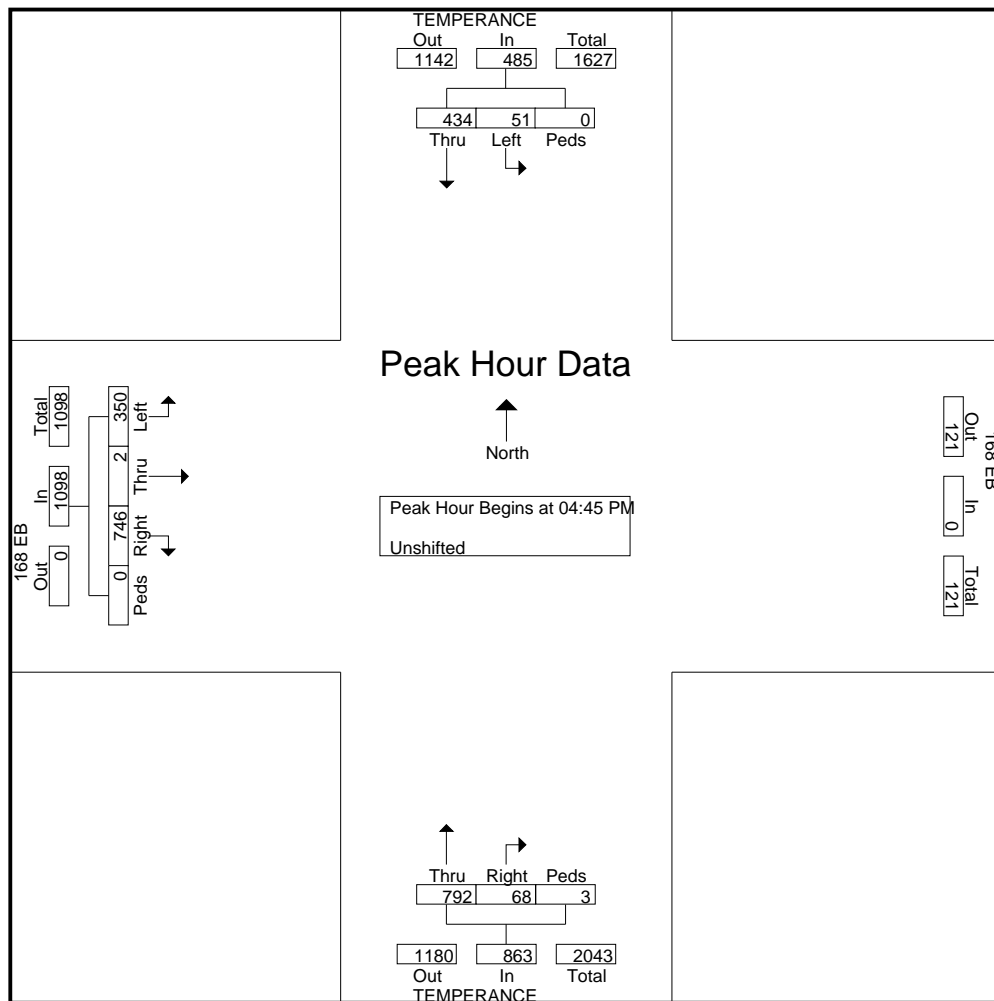 TEMPERANCE
Out In Total
1142 485 1627
434 51 0
Thru Left Peds
Peak Hour Data
North
Peak Hour Begins at 04:45 PM
Unshifted
168 EB
Out In Total
0 1098 1098
Peds Right Thru Left
0 746 2 350
168 EB
Out In Total
121 0 121
Thru Right Peds
792 68 3
1180 863 2043
Out In Total
TEMPERANCE